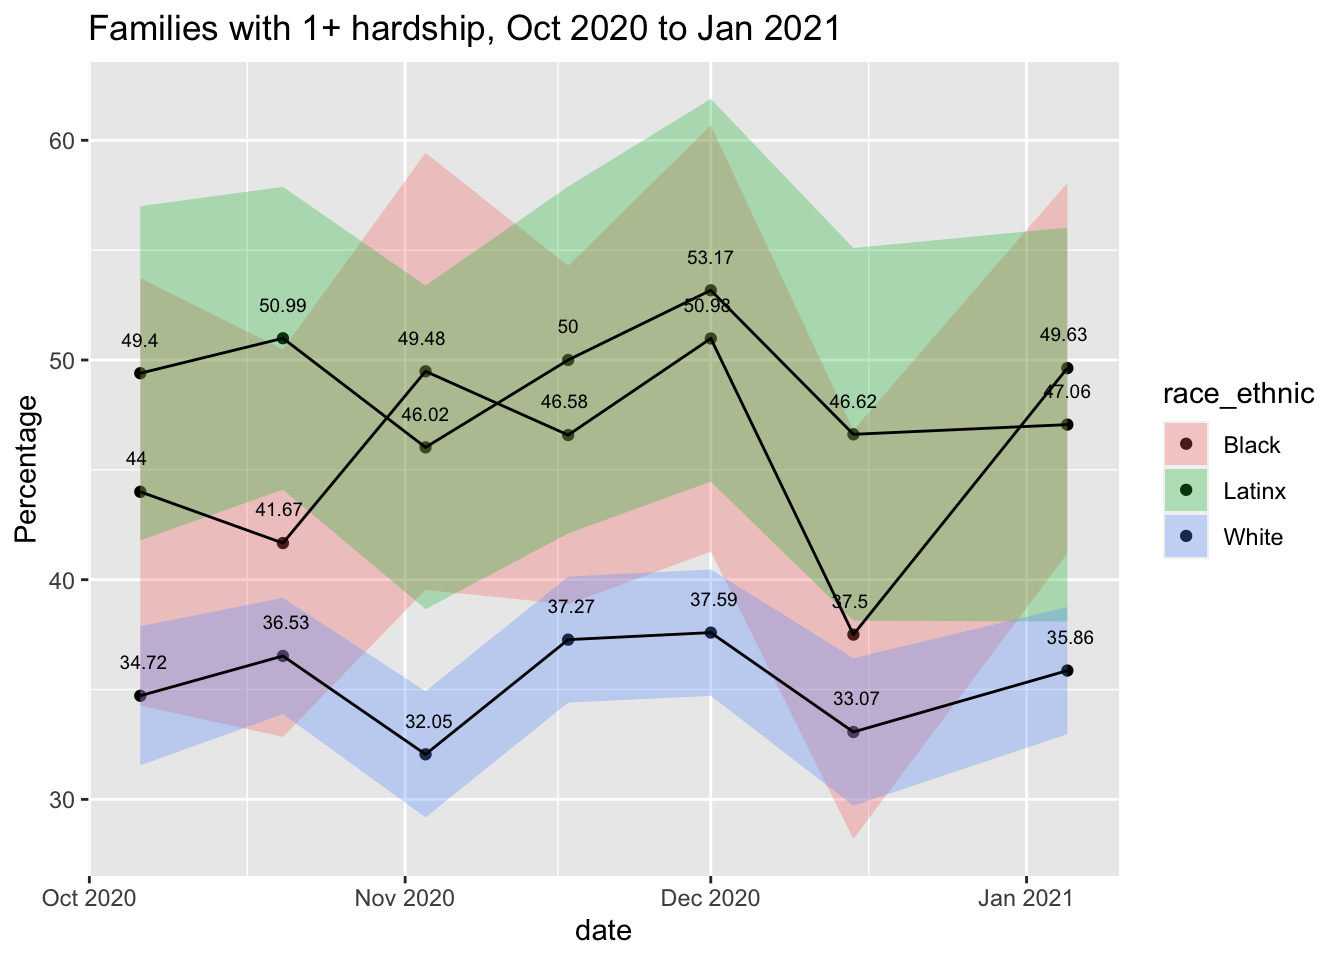 Families with 1+ hardship, Oct 2020 to Jan 2021
60
50
40
30
Percentage
53.17
50.99
50.98
49.4
49.48
50
49.63
46.02
46.58
46.62
47.06
44
41.67
37.5
34.72
36.53
32.05
37.27
37.59
33.07
35.86
Oct 2020
Nov 2020
Dec 2020
Jan 2021
date
race_ethnic
Black
Latinx
White